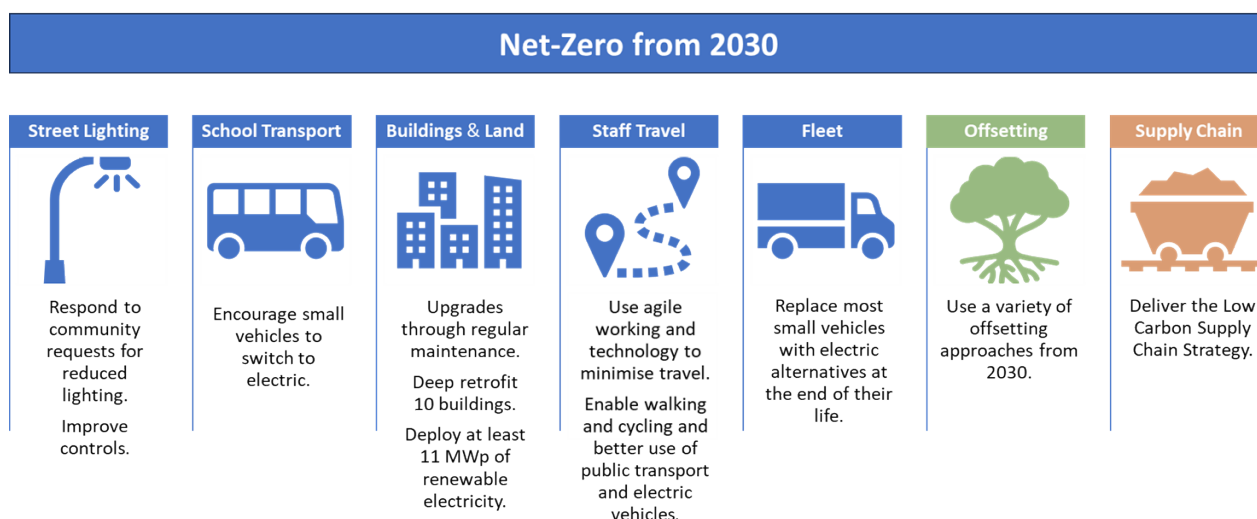 Net-Zero from 2030
Street Lighting
Respond to
community
requests for
reduced
lighting.
Improve
controls.
School Transport
Encourage small
vehicles to
switch to
electric.
Buildings & Land
Upgrades
through regular
maintenance.
Deep retrofit
10 buildings.
Deploy at least
11 MWp of
renewable
electricity.
Staff Travel
Use agile
working and
technology to
minimise travel.
Enable walking
and cycling and
better use of
public transport
and electric
vehicles.
Fleet
Replace most
small vehicles
with electric
alternatives at
the end of their
life.
Offsetting
Use a variety of
offsetting
approaches from
2030.
Supply Chain
Deliver the Low
Carbon Supply
Chain Strategy.